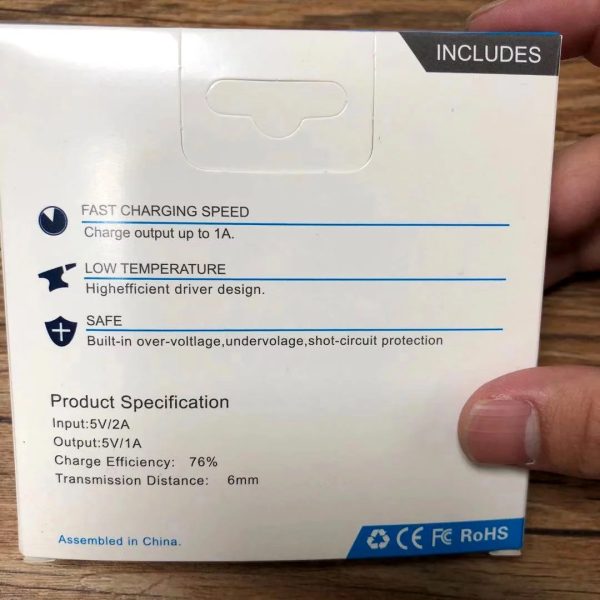 INCLUDES
FAST CHARGING SPEED
Charge output up to 1A.
LOW TEMPERATURE
Highefficient driver design.
SAFE
Built-in over-voltlage,undervolage,shot-circuit protection
Product Specification
Input:5V/2A
Output:5V/1A
Charge Efficiency: 76%
Transmission Distance: 6mm
Assembled in China.
CE FC RoHS